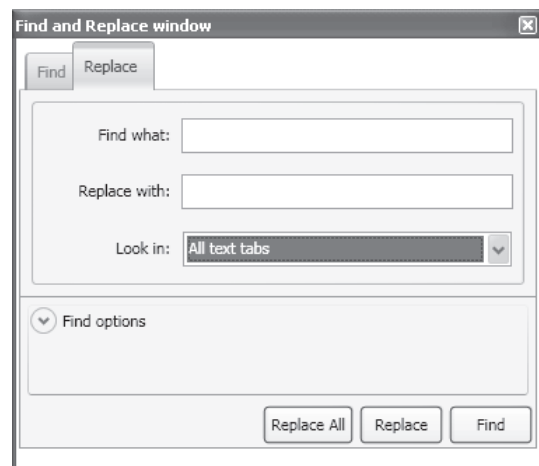 Find and Replace window
Find Replace
Find what:
Replace with:
Look in: All text tabs
Find options
Replace All Replace Find